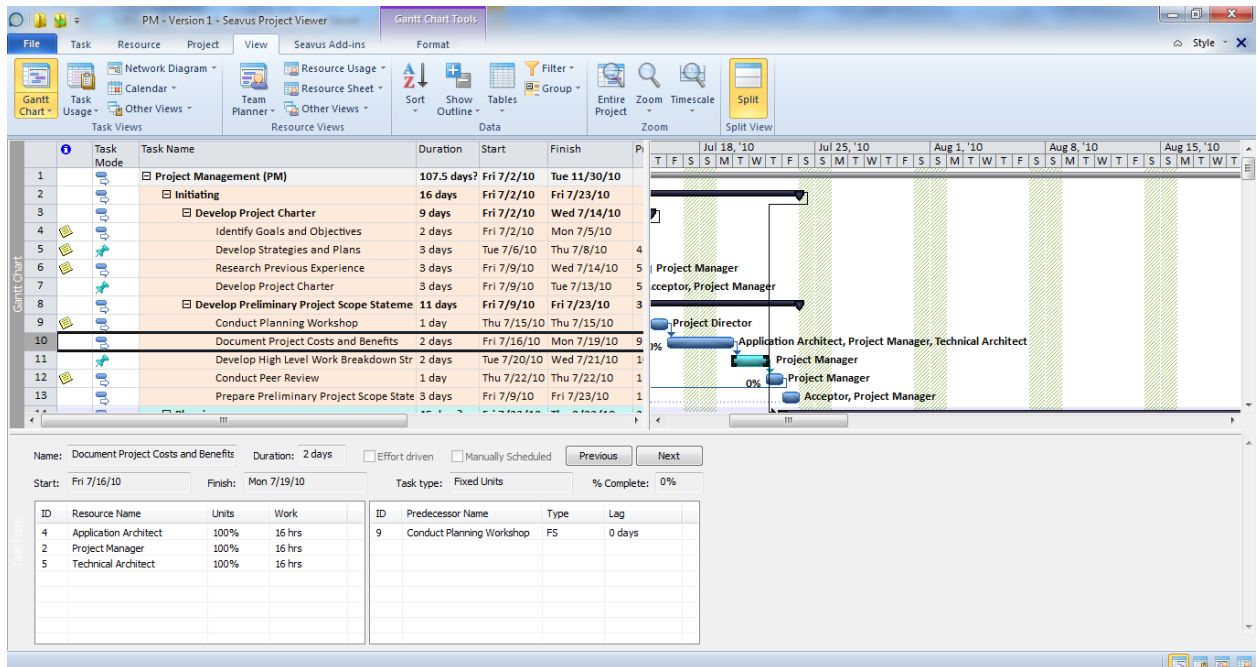 PM - Version 1 - Seavus Project Viewer
Gantt Chart Tools
File Task Resource Project View Seavus Add-ins Format Style
Gantt Chart
Task Usage
Network Diagram
Calendar
Other Views
Task Views
Team Planner
Resource Usage
Resource Sheet
Other Views
Resource Views
Sort
Show Outline
Tables
Filter
Group
Data
Entire Project
Zoom
Timescale
Zoom
Split
Split View
Task Mode Task Name Duration Start Finish
Jul 18, '10 Jul 25, '10 Aug 1, '10 Aug 8, '10 Aug 15, '10
T F S S M T W T F S S M T W T F S S M T W T F S S M T W T F S S M T W T
1 Project Management (PM) 107.5 days? Fri 7/2/10 Tue 11/30/10
2 Initiating 16 days Fri 7/2/10 Fri 7/23/10
3 Develop Project Charter 9 days Fri 7/2/10 Wed 7/14/10
4 Identify Goals and Objectives 2 days Fri 7/2/10 Mon 7/5/10
5 Develop Strategies and Plans 3 days Tue 7/6/10 Thu 7/8/10 4
6 Research Previous Experience 3 days Fri 7/9/10 Wed 7/14/10 5 Project Manager
7 Develop Project Charter 3 days Fri 7/9/10 Tue 7/13/10 5 cceptor, Project Manager
8 Develop Preliminary Project Scope Stateme 11 days Fri 7/9/10 Fri 7/23/10 3
9 Conduct Planning Workshop 1 day Thu 7/15/10 Thu 7/15/10 8 Project Director
10 Document Project Costs and Benefits 2 days Fri 7/16/10 Mon 7/19/10 9 0% Application Architect, Project Manager, Technical Architect
11 Develop High Level Work Breakdown Str 2 days Tue 7/20/10 Wed 7/21/10 1 Project Manager
12 Conduct Peer Review 1 day Thu 7/22/10 Thu 7/22/10 1 0% Project Manager
13 Prepare Preliminary Project Scope State 3 days Fri 7/9/10 Fri 7/23/10 1 Acceptor, Project Manager
Gantt Chart
Name: Document Project Costs and Benefits Duration: 2 days Effort driven Manually Scheduled Previous Next
Start: Fri 7/16/10 Finish: Mon 7/19/10 Task type: Fixed Units % Complete: 0%
ID Resource Name Units Work ID Predecessor Name Type Lag
4 Application Architect 100% 16 hrs 9 Conduct Planning Workshop FS 0 days
2 Project Manager 100% 16 hrs
5 Technical Architect 100% 16 hrs
Task Form